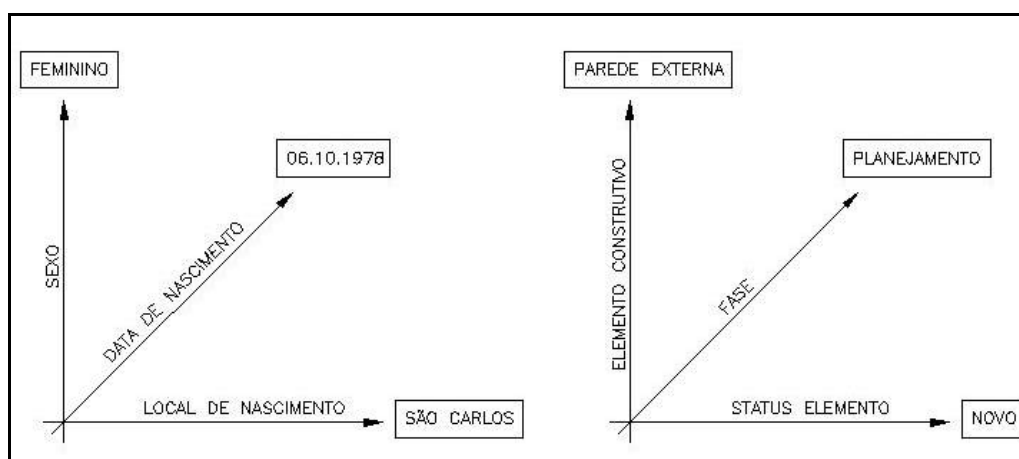 FEMININO
06.10.1978
SEXO
DATA DE NASCIMENTO
LOCAL DE NASCIMENTO
SÃO CARLOS
PAREDE EXTERNA
PLANEJAMENTO
ELEMENTO CONSTRUTIVO
FASE
STATUS ELEMENTO
NOVO